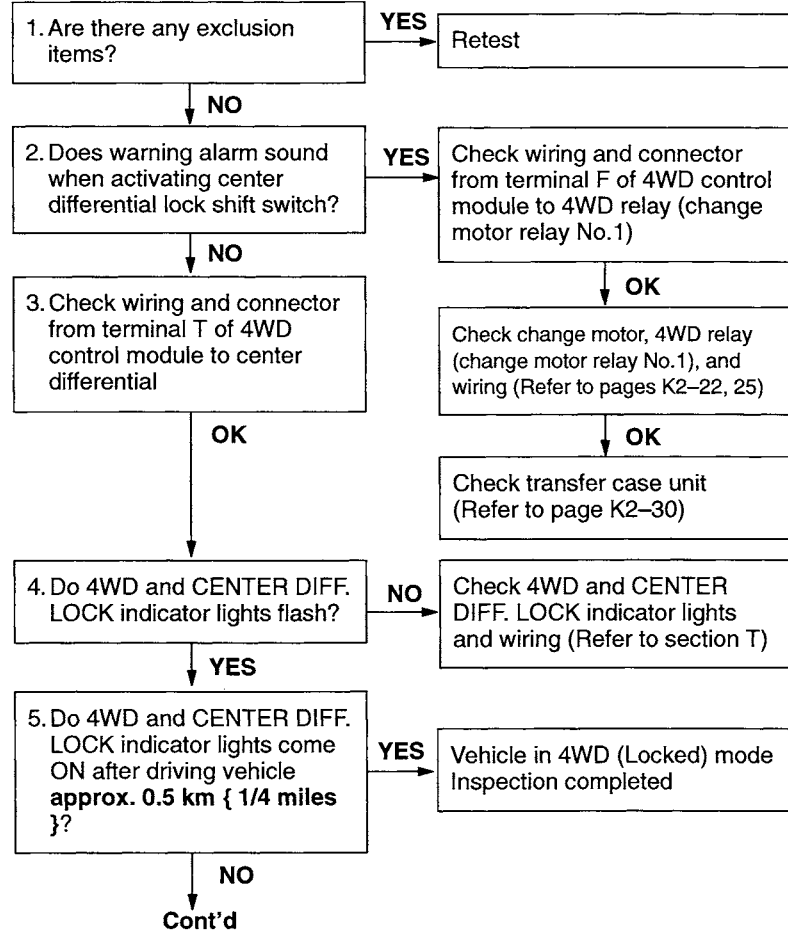 1. Are there any exclusion
items?
YES
Retest
NO
2. Does warning alarm sound
when activating center
differential lock shift switch?
YES
Check wiring and connector
from terminal F of 4WD control
module to 4WD relay (change
motor relay No.1)
NO
OK
3. Check wiring and connector
from terminal T of 4WD
control module to center
differential
Check change motor, 4WD relay
(change motor relay No.1), and
wiring (Refer to pages K2–22, 25)
OK
OK
Check transfer case unit
(Refer to page K2–30)
4. Do 4WD and CENTER DIFF.
LOCK indicator lights flash?
NO
Check 4WD and CENTER
DIFF. LOCK indicator lights
and wiring (Refer to section T)
YES
5. Do 4WD and CENTER DIFF.
LOCK indicator lights come
ON after driving vehicle
approx. 0.5 km { 1/4 miles
}?
YES
Vehicle in 4WD (Locked) mode
Inspection completed
NO
Cont'd